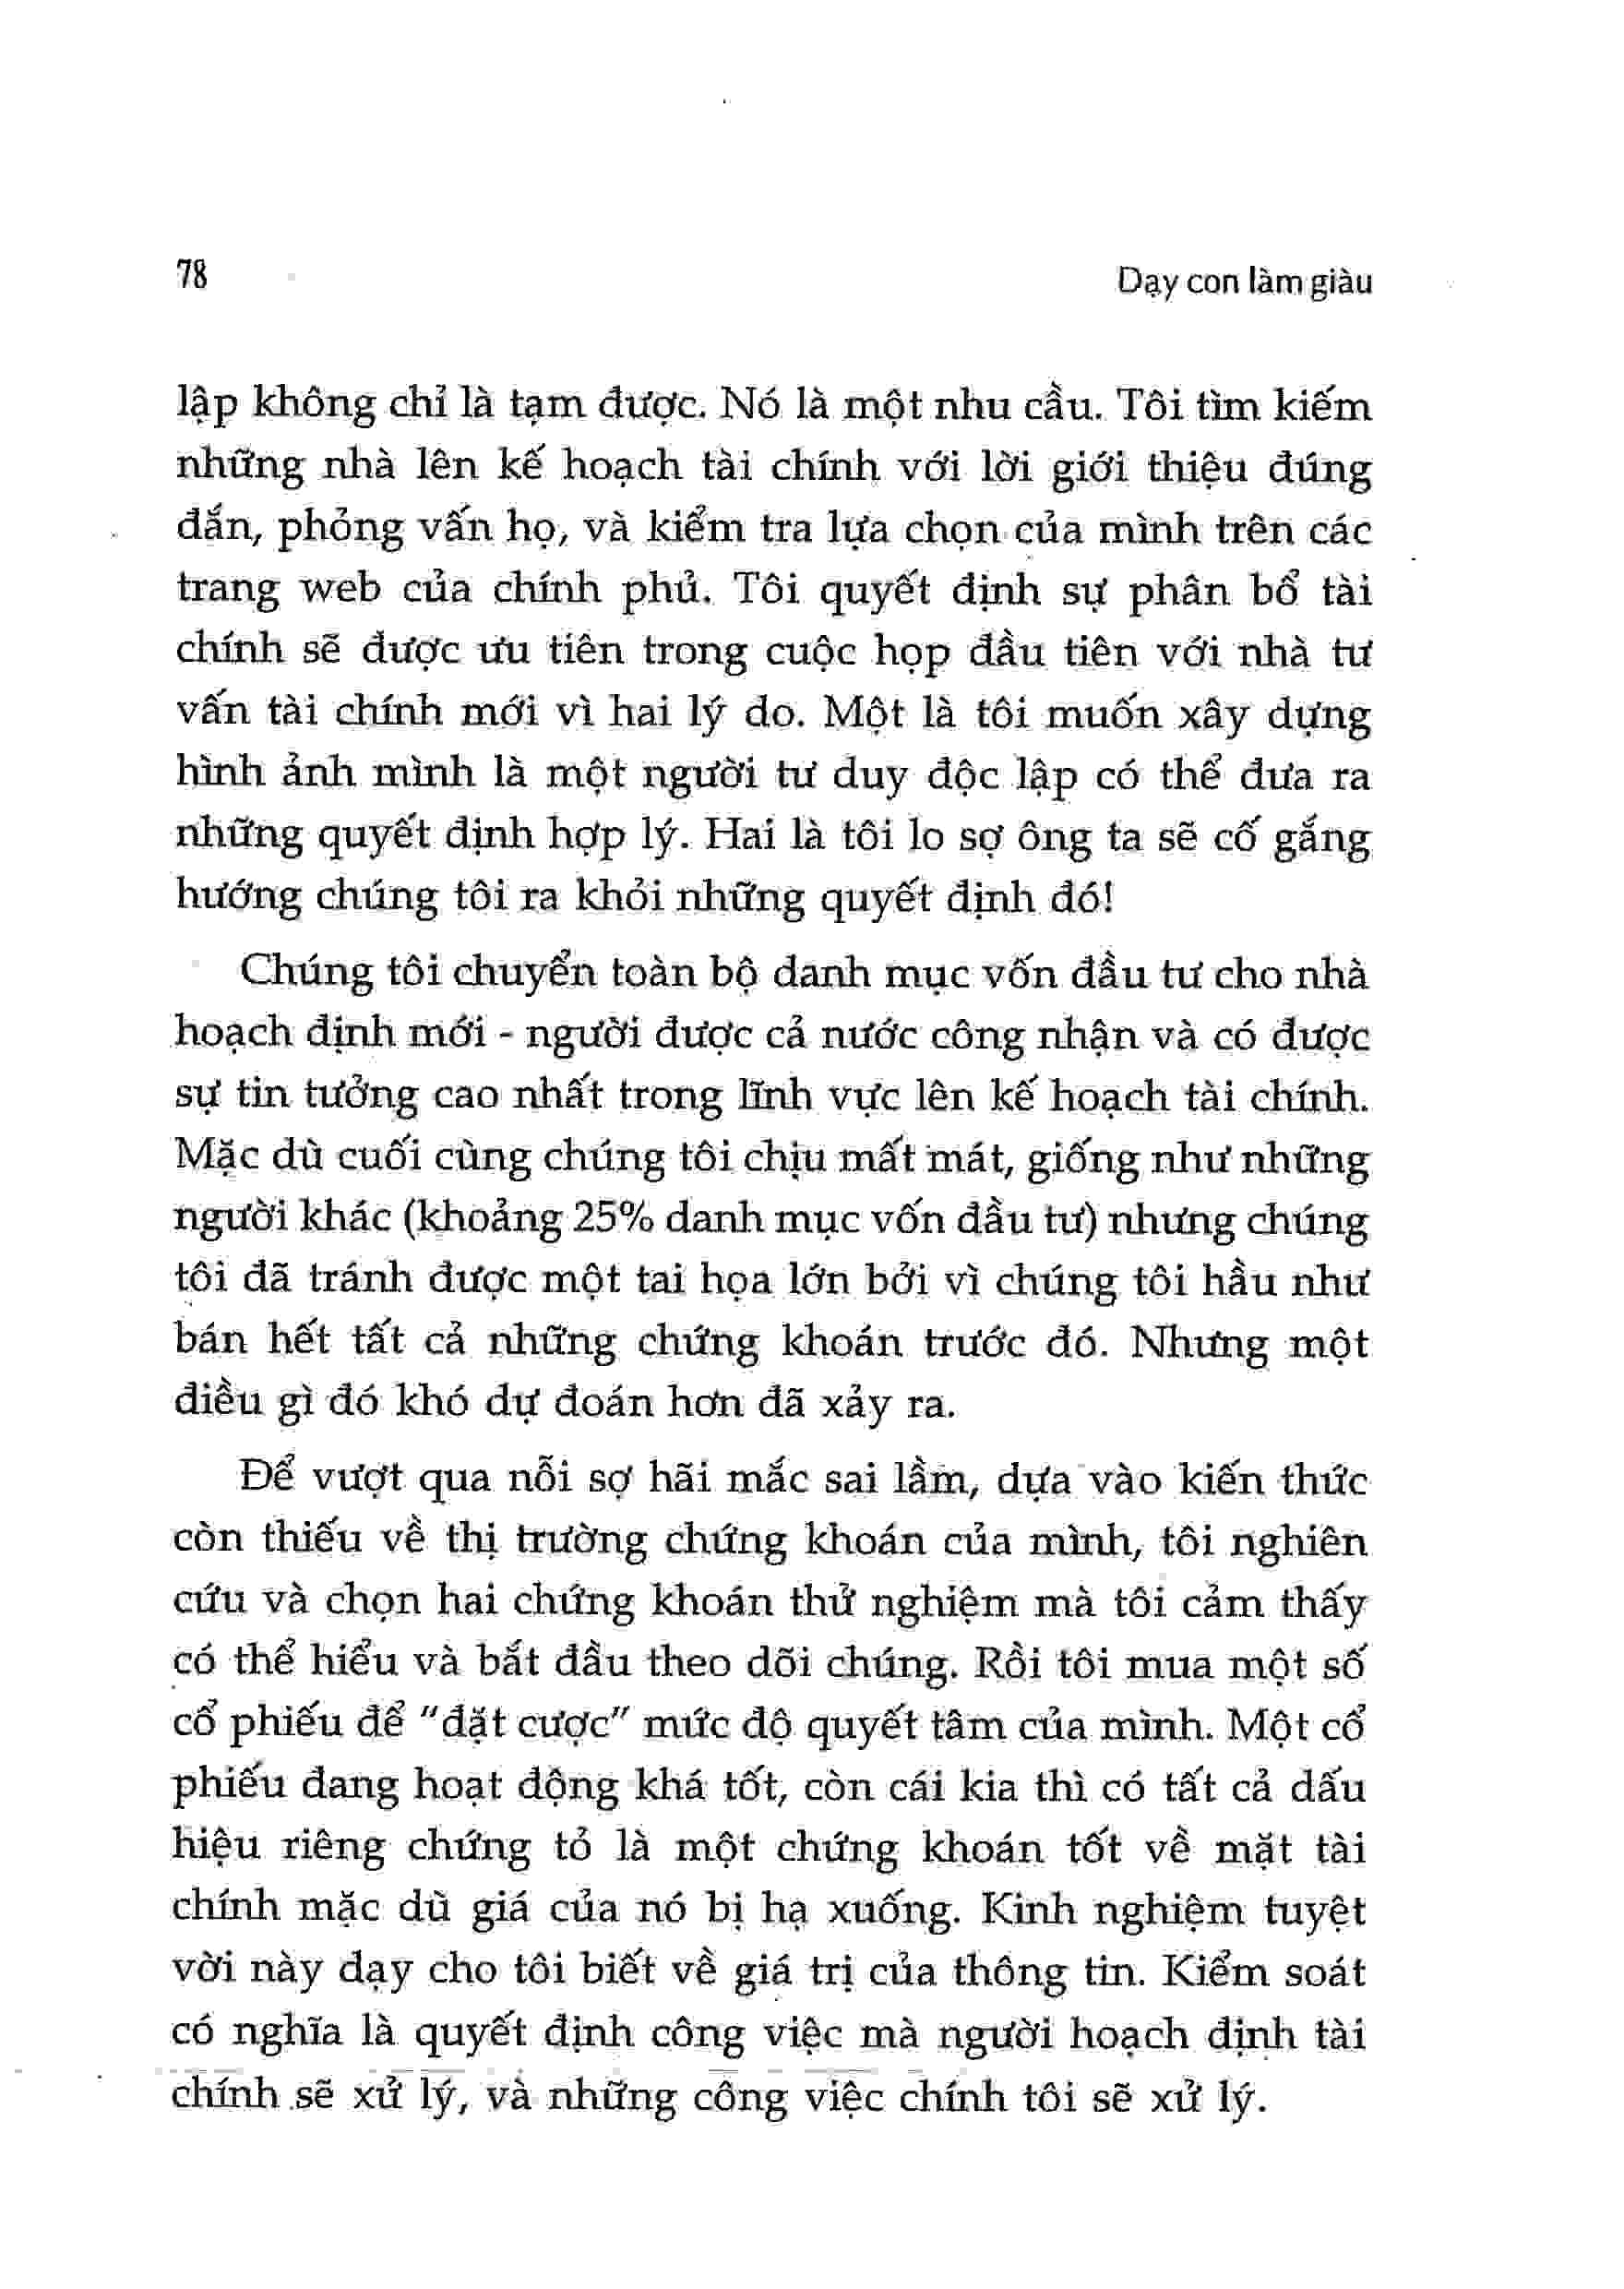 78
Dạy con làm giàu
lập không chỉ là tạm được. Nó là một nhu cầu. Tôi tìm kiếm
những nhà lên kế hoạch tài chính với lời giới thiệu đúng
đắn, phỏng vấn họ, và kiểm tra lựa chọn của mình trên các
trang web của chính phủ. Tôi quyết định sự phân bổ tài
chính sẽ được ưu tiên trong cuộc họp đầu tiên với nhà tư
vấn tài chính mới vì hai lý do. Một là tôi muốn xây dựng
hình ảnh mình là một người tư duy độc lập có thể đưa ra
những quyết định hợp lý. Hai là tôi lo sợ ông ta sẽ cố gắng
hướng chúng tôi ra khỏi những quyết định đó!
Chúng tôi chuyển toàn bộ danh mục vốn đầu tư cho nhà
hoạch định mới - người được cả nước công nhận và có được
sự tin tưởng cao nhất trong lĩnh vực lên kế hoạch tài chính.
Mặc dù cuối cùng chúng tôi chịu mất mát, giống như những
người khác (khoảng 25% danh mục vốn đầu tư) nhưng chúng
tôi đã tránh được một tai họa lớn bởi vì chúng tôi hầu như
bán hết tất cả những chứng khoán trước đó. Nhưng một
điều gì đó khó dự đoán hơn đã xảy ra.
Để vượt qua nỗi sợ hãi mắc sai lầm, dựa vào kiến thức
còn thiếu về thị trường chứng khoán của mình, tôi nghiên
cứu và chọn hai chứng khoán thử nghiệm mà tôi cảm thấy
có thể hiểu và bắt đầu theo dõi chúng. Rồi tôi mua một số
cổ phiếu để "đặt cược" mức độ quyết tâm của mình. Một cổ
phiếu đang hoạt động khá tốt, còn cái kia thì có tất cả dấu
hiệu riêng chứng tỏ là một chứng khoán tốt về mặt tài
chính mặc dù giá của nó bị hạ xuống. Kinh nghiệm tuyệt
vời này dạy cho tôi biết về giá trị của thông tin. Kiểm soát
có nghĩa là quyết định công việc mà người hoạch định tài
chính sẽ xử lý, và những công việc chính tôi sẽ xử lý.